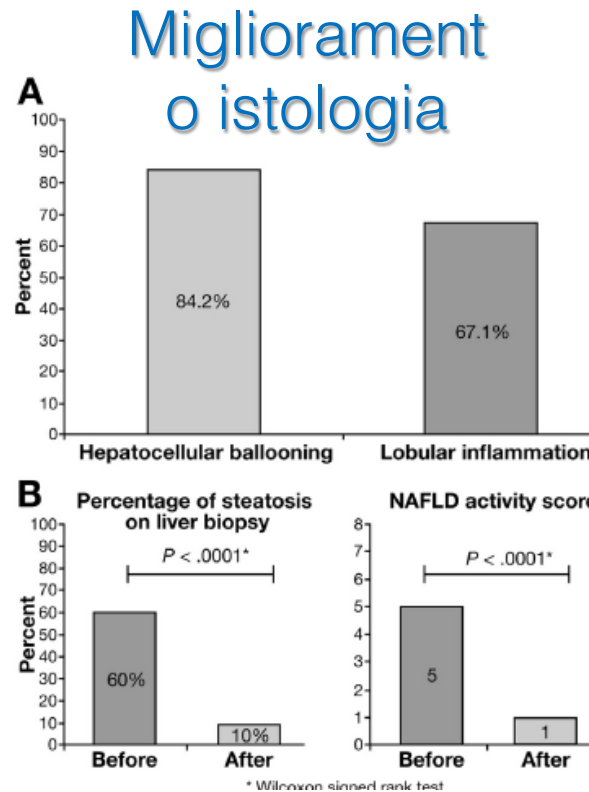 Migliorament
o istologia
A
100
90
80
70
60
50
40
30
20
10
0
Percent
84.2%
67.1%
Hepatocellular ballooning
Lobular inflammation
B
Percentage of steatosis
on liver biopsy
100
90
80
70
60
50
40
30
20
10
0
Percent
P < .0001*
60%
10%
Before
After
NAFLD activity score
8
7
6
5
4
3
2
1
0
P < .0001*
5
1
Before
After
* Wilcoxon signed rank test